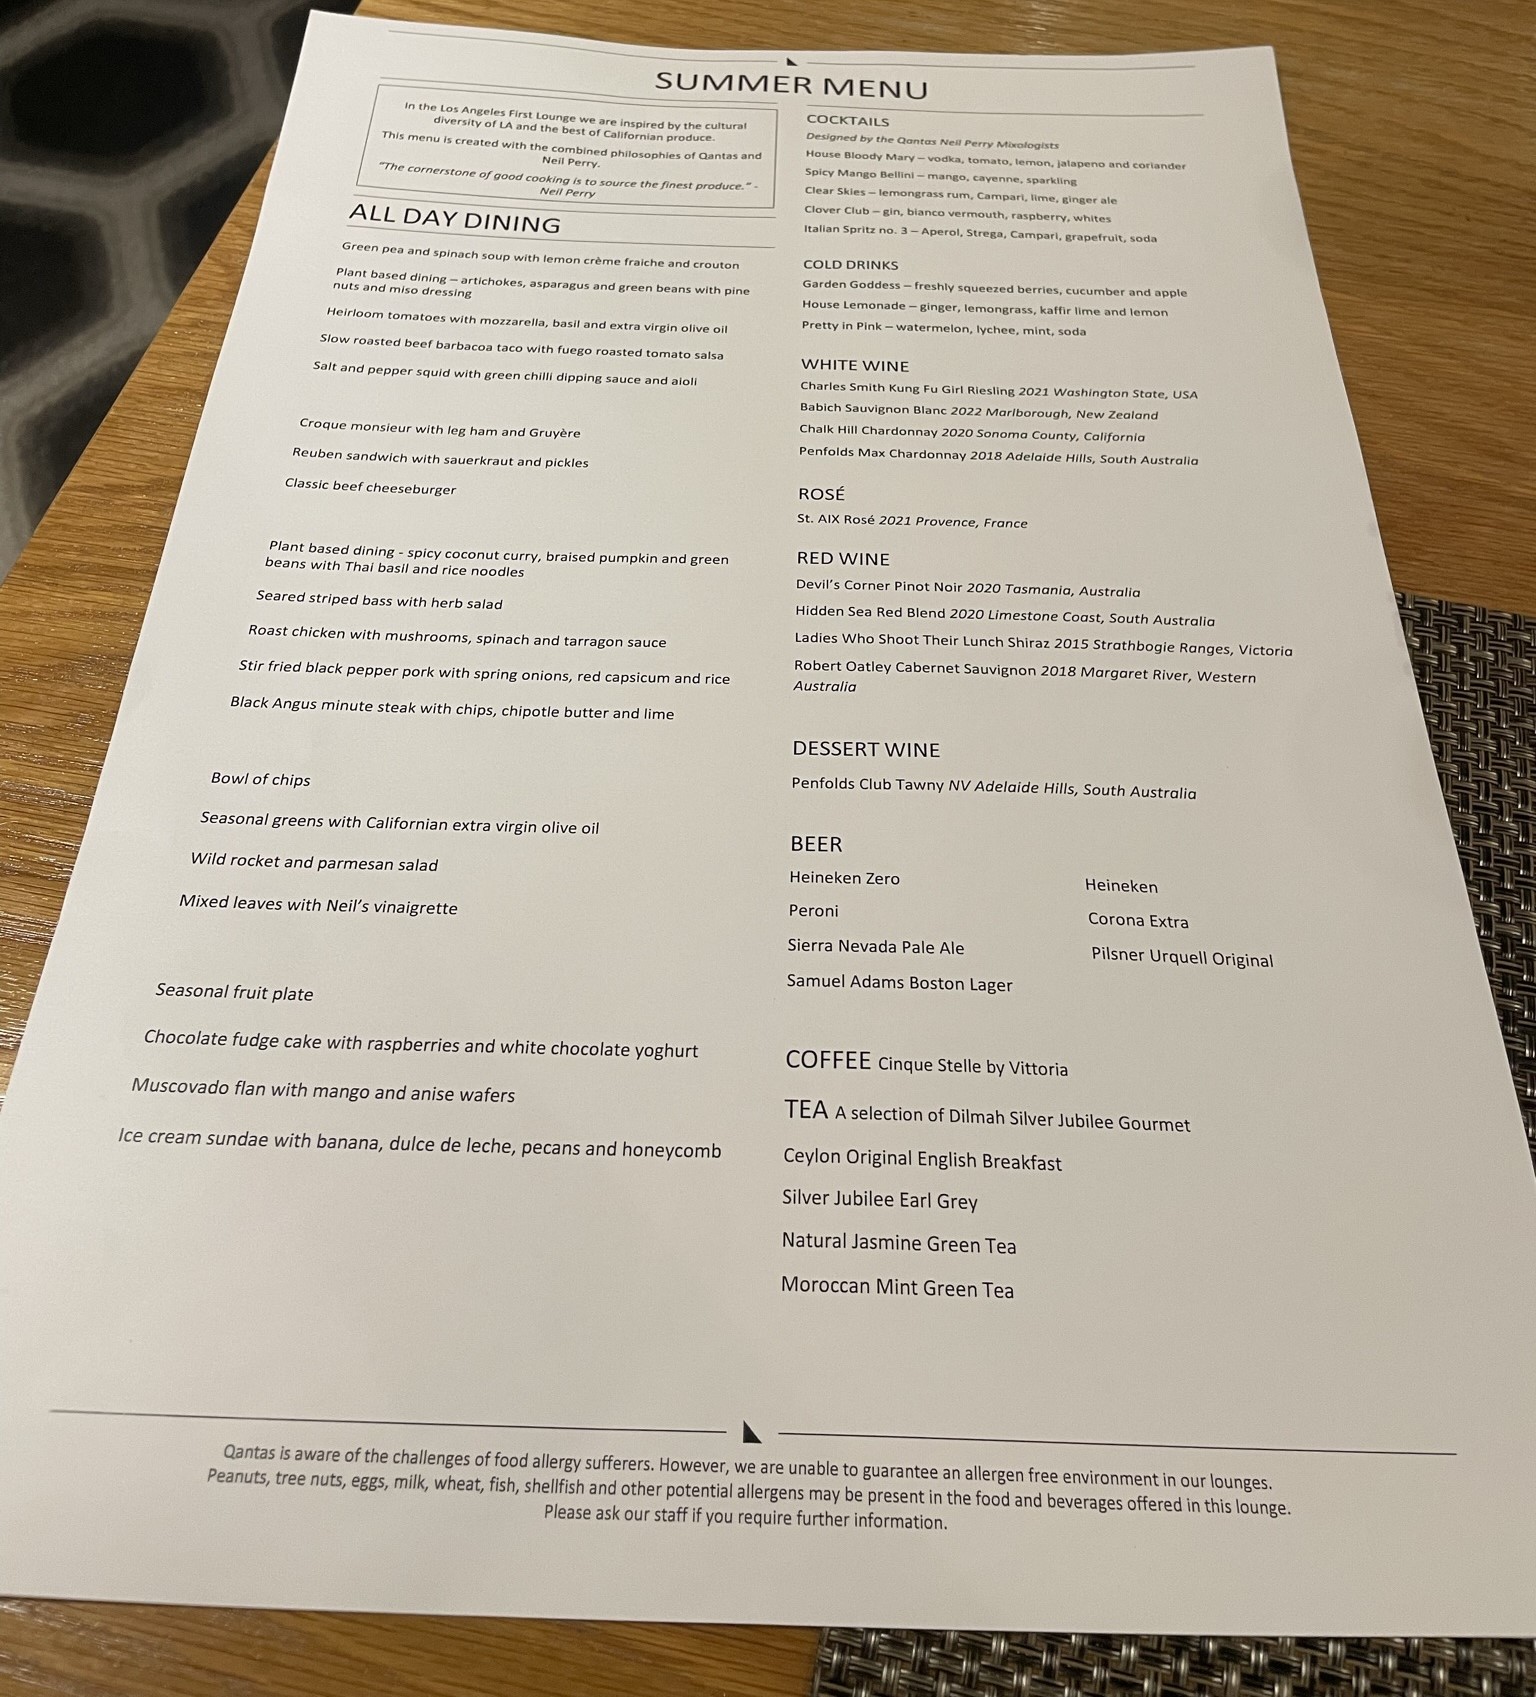 SUMMER MENU
In the Los Angeles First Lounge we are inspired by the cultural
diversity of LA and the best of Californian produce.
This menu is created with the combined philosophies of Qantas and
Neil Perry.
"The cornerstone of good cooking is to source the finest produce." -
Neil Perry
ALL DAY DINING
Green pea and spinach soup with lemon crème fraiche and crouton
Plant based dining – artichokes, asparagus and green beans with pine
nuts and miso dressing
Heirloom tomatoes with mozzarella, basil and extra virgin olive oil
Slow roasted beef barbacoa taco with fuego roasted tomato salsa
Salt and pepper squid with green chilli dipping sauce and aioli
Croque monsieur with leg ham and Gruyère
Reuben sandwich with sauerkraut and pickles
Classic beef cheeseburger
Plant based dining - spicy coconut curry, braised pumpkin and green
beans with Thai basil and rice noodles
Seared striped bass with herb salad
Roast chicken with mushrooms, spinach and tarragon sauce
Stir fried black pepper pork with spring onions, red capsicum and rice
Black Angus minute steak with chips, chipotle butter and lime
Bowl of chips
Seasonal greens with Californian extra virgin olive oil
Wild rocket and parmesan salad
Mixed leaves with Neil's vinaigrette
Seasonal fruit plate
Chocolate fudge cake with raspberries and white chocolate yoghurt
Muscovado flan with mango and anise wafers
Ice cream sundae with banana, dulce de leche, pecans and honeycomb
COCKTAILS
Designed by the Qantas Neil Perry Mixologists
House Bloody Mary – vodka, tomato, lemon, jalapeno and coriander
Spicy Mango Bellini – mango, cayenne, sparkling
Clear Skies – lemongrass rum, Campari, lime, ginger ale
Clover Club – gin, bianco vermouth, raspberry, whites
Italian Spritz no. 3 – Aperol, Strega, Campari, grapefruit, soda
COLD DRINKS
Garden Goddess – freshly squeezed berries, cucumber and apple
House Lemonade – ginger, lemongrass, kaffir lime and lemon
Pretty in Pink – watermelon, lychee, mint, soda
WHITE WINE
Charles Smith Kung Fu Girl Riesling 2021 Washington State, USA
Babich Sauvignon Blanc 2022 Marlborough, New Zealand
Chalk Hill Chardonnay 2020 Sonoma County, California
Penfolds Max Chardonnay 2018 Adelaide Hills, South Australia
ROSÉ
St. AIX Rosé 2021 Provence, France
RED WINE
Devil's Corner Pinot Noir 2020 Tasmania, Australia
Hidden Sea Red Blend 2020 Limestone Coast, South Australia
Ladies Who Shoot Their Lunch Shiraz 2015 Strathbogie Ranges, Victoria
Robert Oatley Cabernet Sauvignon 2018 Margaret River, Western
Australia
DESSERT WINE
Penfolds Club Tawny NV Adelaide Hills, South Australia
BEER
Heineken Zero Heineken
Peroni Corona Extra
Sierra Nevada Pale Ale Pilsner Urquell Original
Samuel Adams Boston Lager
COFFEE Cinque Stelle by Vittoria
TEA A selection of Dilmah Silver Jubilee Gourmet
Ceylon Original English Breakfast
Silver Jubilee Earl Grey
Natural Jasmine Green Tea
Moroccan Mint Green Tea
Qantas is aware of the challenges of food allergy sufferers. However, we are unable to guarantee an allergen free environment in our lounges.
Peanuts, tree nuts, eggs, milk, wheat, fish, shellfish and other potential allergens may be present in the food and beverages offered in this lounge.
Please ask our staff if you require further information.